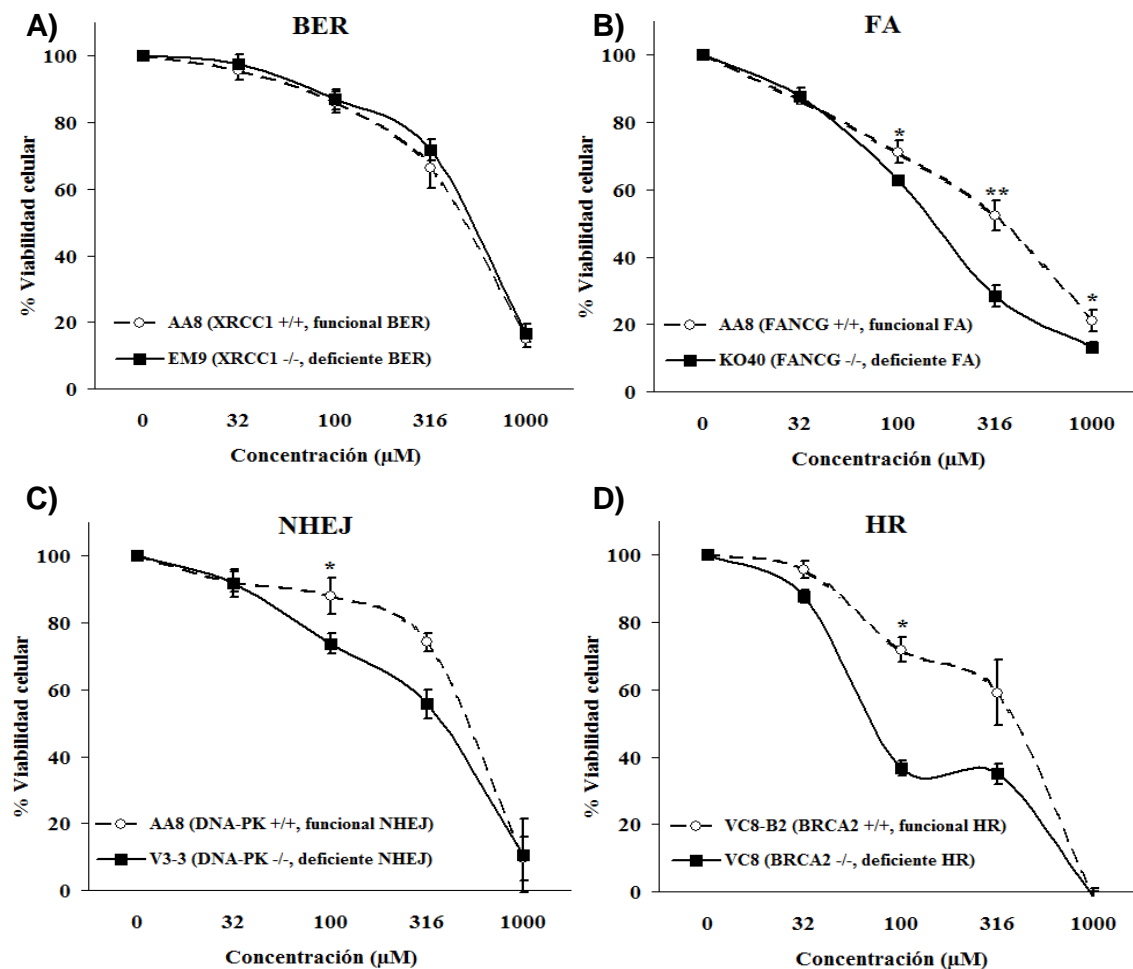 A)
BER
% Viabilidad celular
100
80
60
40
20
0
AA8 (XRCC1 +/+, funcional BER)
EM9 (XRCC1 -/-, deficiente BER)
0 32 100 316 1000
Concentración (µM)
B)
FA
% Viabilidad celular
100
80
60
40
20
0
*
**
*
AA8 (FANCG +/+, funcional FA)
KO40 (FANCG -/-, deficiente FA)
0 32 100 316 1000
Concentración (µM)
C)
NHEJ
% Viabilidad celular
100
80
60
40
20
0
*
AA8 (DNA-PK +/+, funcional NHEJ)
V3-3 (DNA-PK -/-, deficiente NHEJ)
0 32 100 316 1000
Concentración (µM)
D)
HR
% Viabilidad celular
100
80
60
40
20
0
*
VC8-B2 (BRCA2 +/+, funcional HR)
VC8 (BRCA2 -/-, deficiente HR)
0 32 100 316 1000
Concentración (µM)